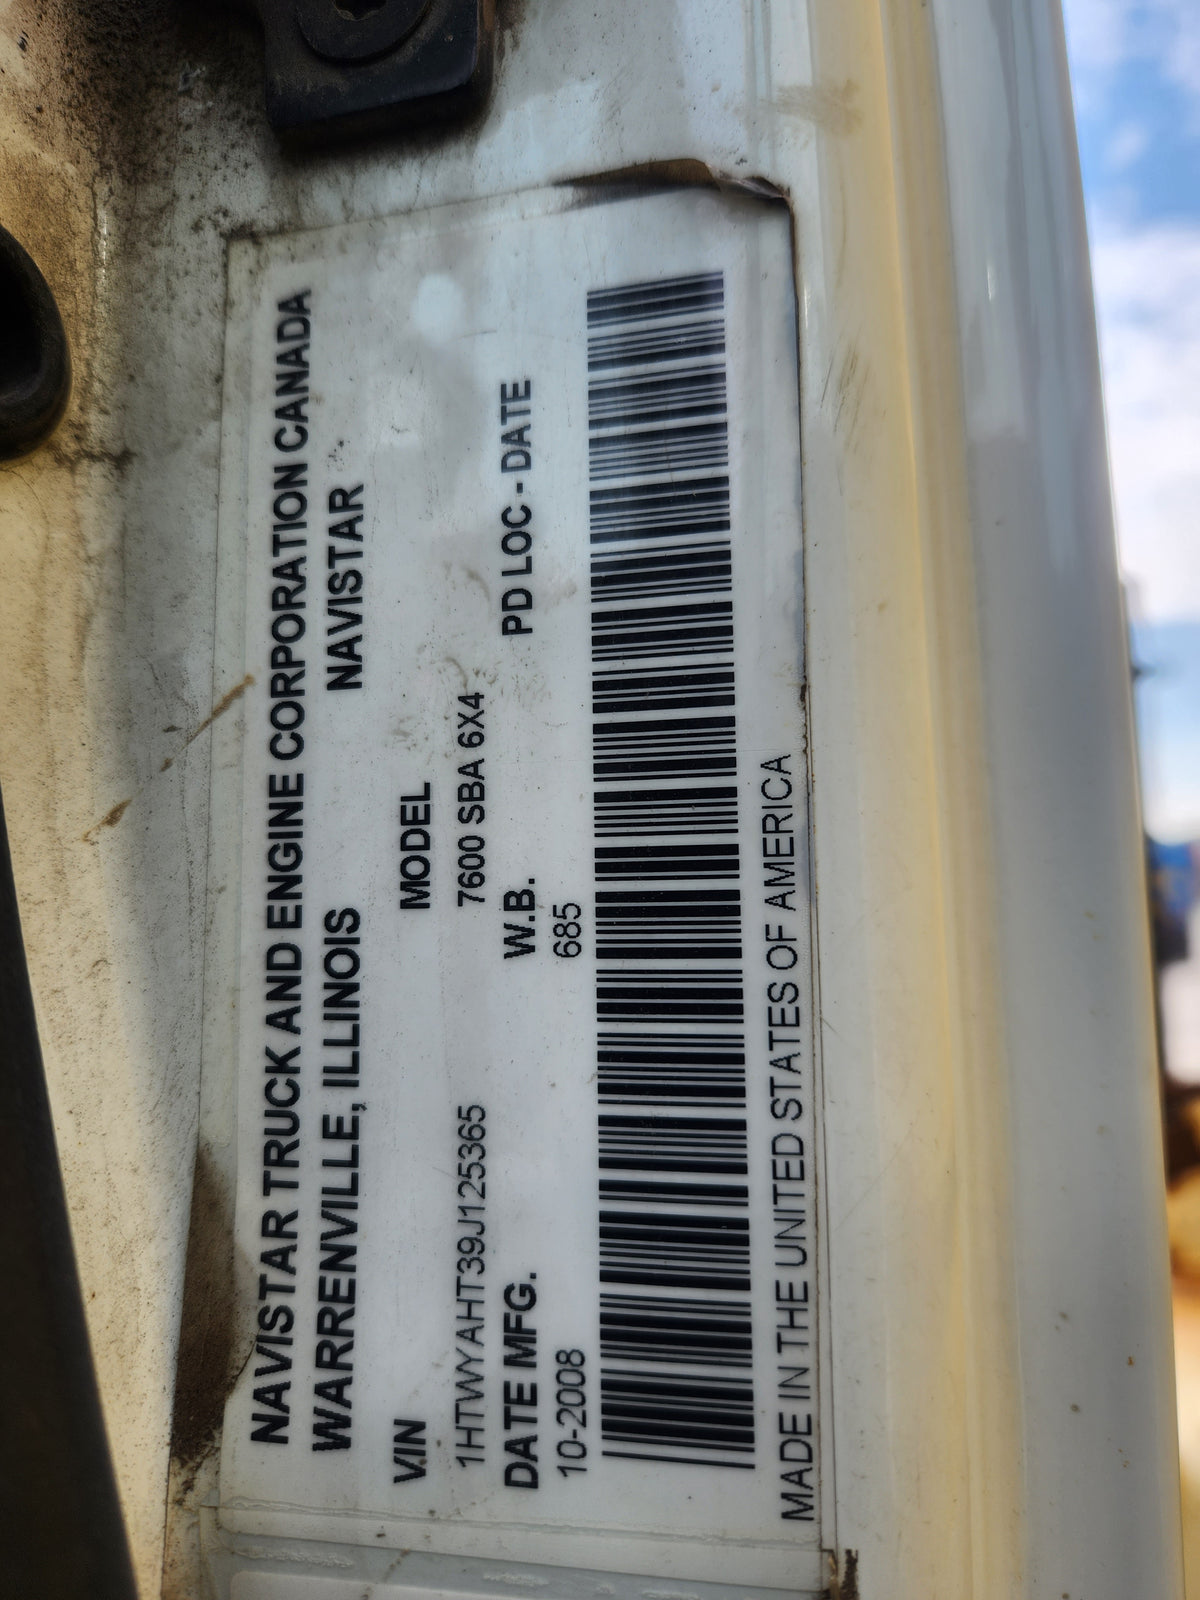 NAVISTAR TRUCK AND ENGINE CORPORATION CANADA
WARRENVILLE, ILLINOIS NAVISTAR
VIN MODEL
1HTWYAHT39J125365 7600 SBA 6X4
DATE MFG. W.B. PD LOC - DATE
10-2008 685
MADE IN THE UNITED STATES OF AMERICA